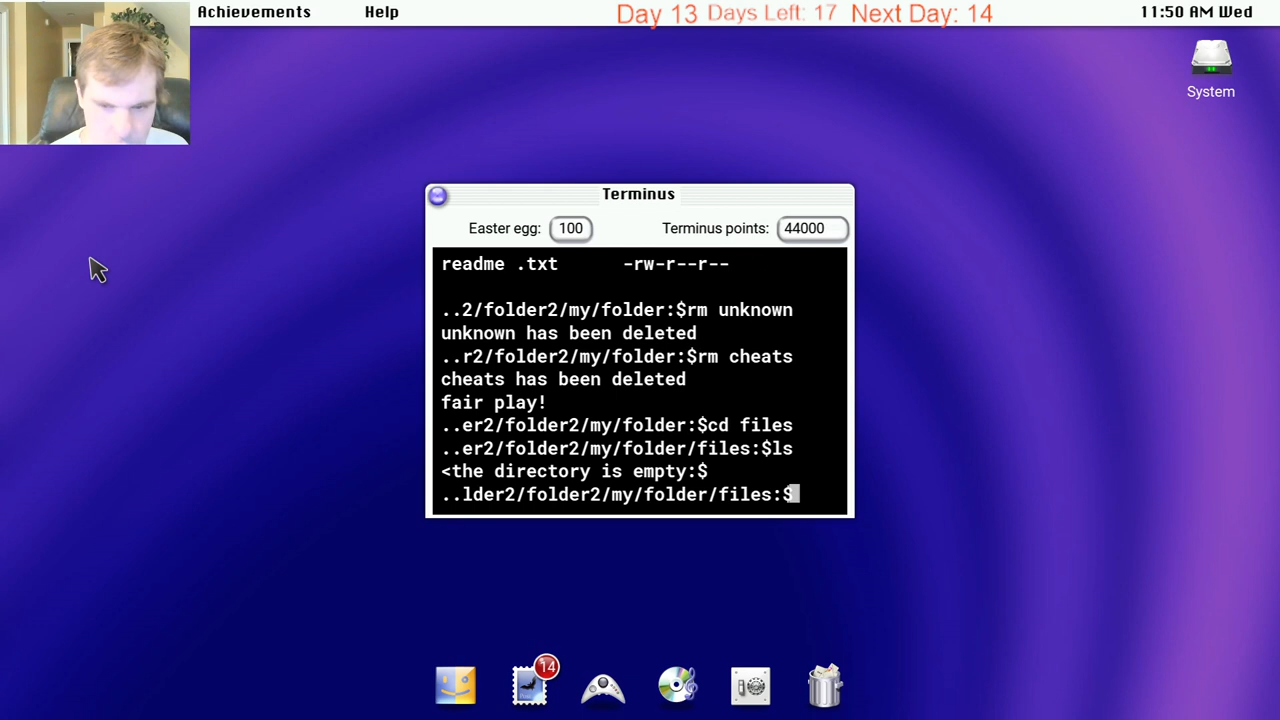 Achievements Help Day 13 Days Left: 17 Next Day: 14 11:50 AM Wed
System
Terminus
Easter egg: 100 Terminus points: 44000
readme .txt -rw-r--r--
..2/folder2/my/folder:$rm unknown
unknown has been deleted
..r2/folder2/my/folder:$rm cheats
cheats has been deleted
fair play!
..er2/folder2/my/folder:$cd files
..er2/folder2/my/folder/files:$ls
<the directory is empty:$
..lder2/folder2/my/folder/files:$
14